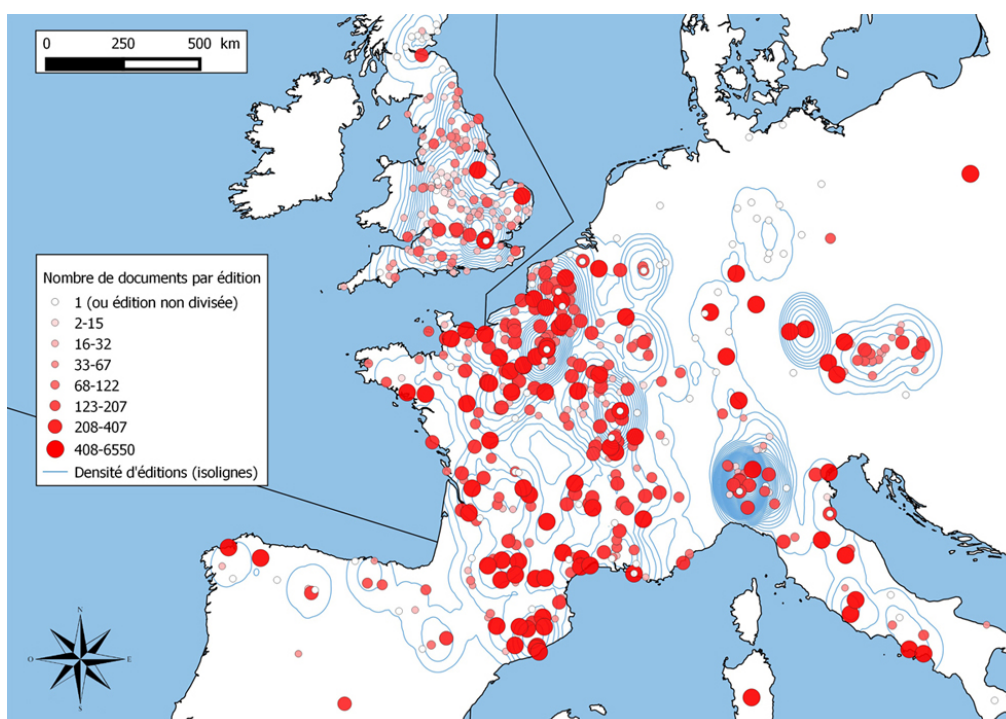 0 250 500 km
Nombre de documents par édition
1 (ou édition non divisée)
2-15
16-32
33-67
68-122
123-207
208-407
408-6550
Densité d'éditions (isolignes)
N
O E
S